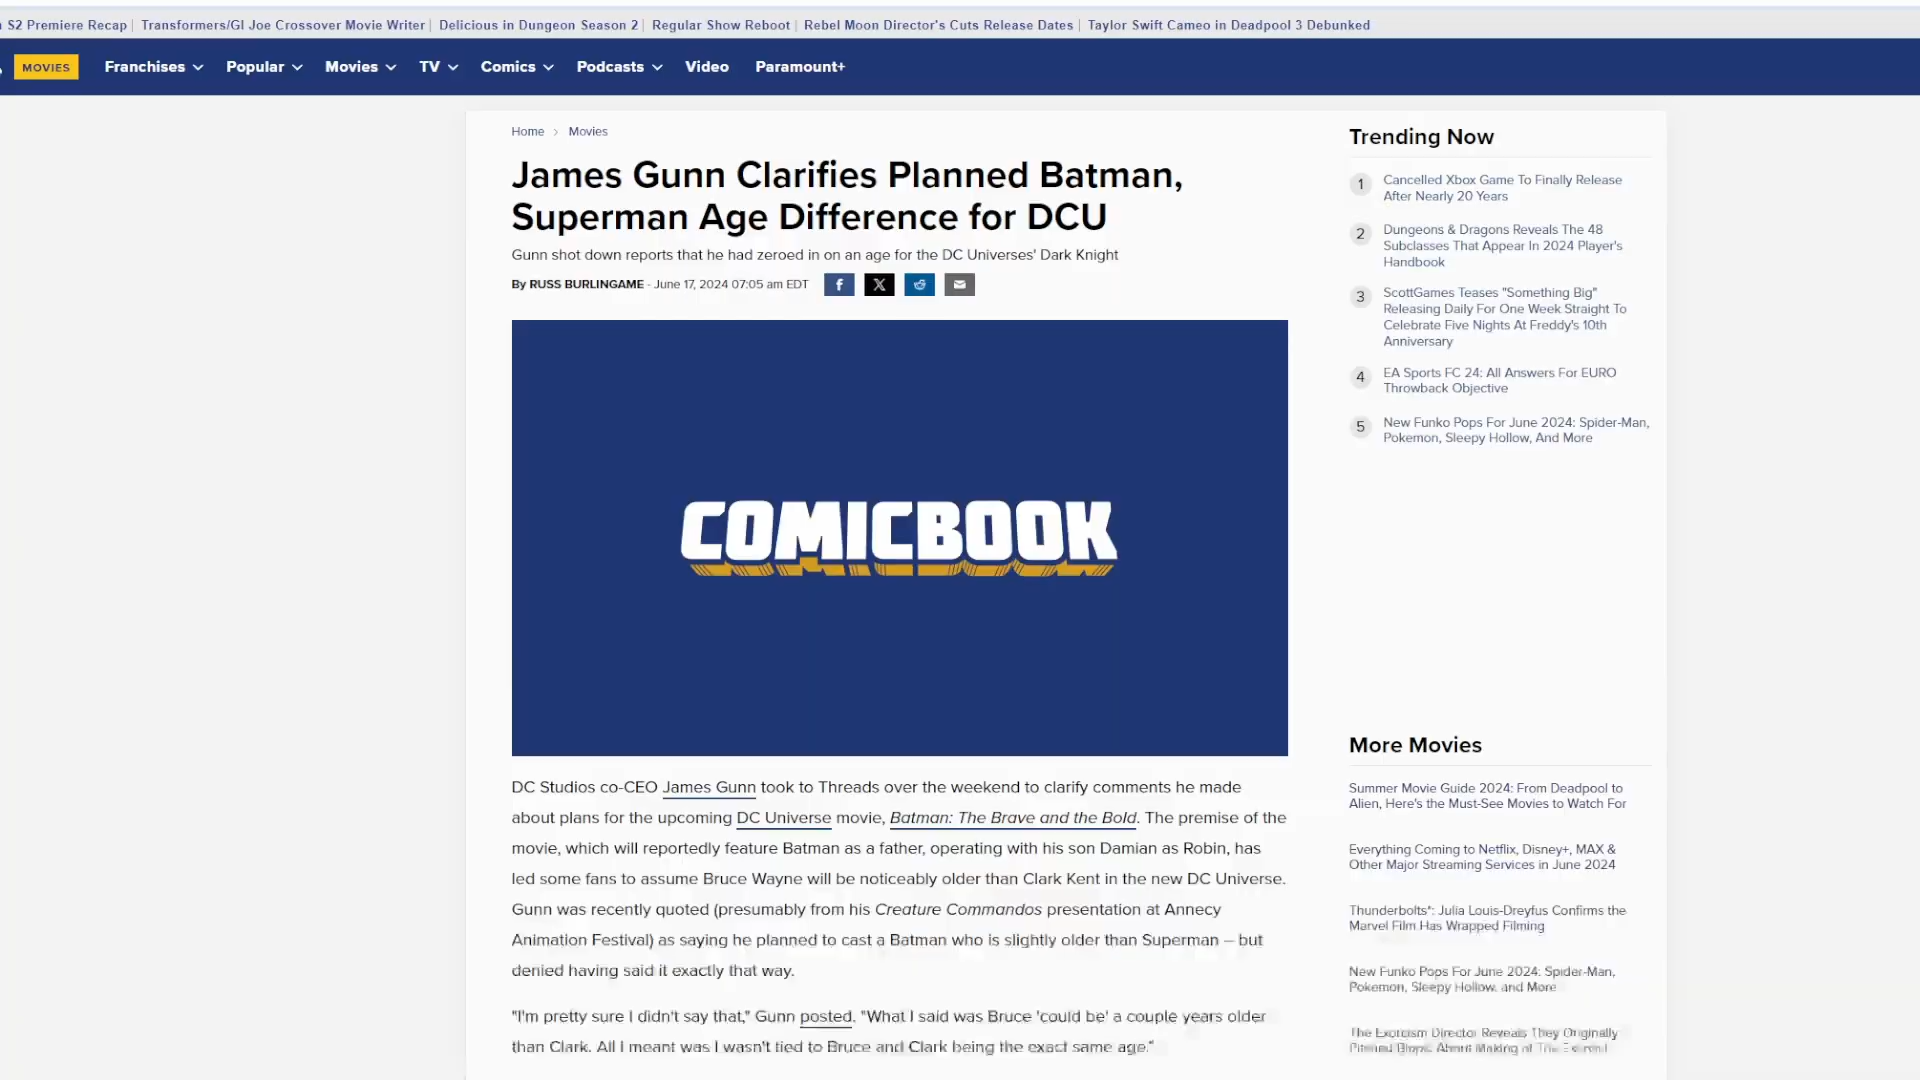 S2 Premiere Recap | Transformers/GI Joe Crossover Movie Writer | Delicious in Dungeon Season 2 | Regular Show Reboot | Rebel Moon Director's Cuts Release Dates | Taylor Swift Cameo in Deadpool 3 Debunked
MOVIES Franchises Popular Movies TV Comics Podcasts Video Paramount+
Home > Movies
James Gunn Clarifies Planned Batman,
Superman Age Difference for DCU
Gunn shot down reports that he had zeroed in on an age for the DC Universes' Dark Knight
By RUSS BURLINGAME - June 17, 2024 07:05 am EDT
COMICBOOK
DC Studios co-CEO James Gunn took to Threads over the weekend to clarify comments he made
about plans for the upcoming DC Universe movie, Batman: The Brave and the Bold. The premise of the
movie, which will reportedly feature Batman as a father, operating with his son Damian as Robin, has
led some fans to assume Bruce Wayne will be noticeably older than Clark Kent in the new DC Universe.
Gunn was recently quoted (presumably from his Creature Commandos presentation at Annecy
Animation Festival) as saying he planned to cast a Batman who is slightly older than Superman – but
denied having said it exactly that way.
"I'm pretty sure I didn't say that," Gunn posted. "What I said was Bruce 'could be' a couple years older
than Clark. All I meant was I wasn't tied to Bruce and Clark being the exact same age."
Trending Now
1 Cancelled Xbox Game To Finally Release
After Nearly 20 Years
2 Dungeons & Dragons Reveals The 48
Subclasses That Appear In 2024 Player's
Handbook
3 ScottGames Teases "Something Big"
Releasing Daily For One Week Straight To
Celebrate Five Nights At Freddy's 10th
Anniversary
4 EA Sports FC 24: All Answers For EURO
Throwback Objective
5 New Funko Pops For June 2024: Spider-Man,
Pokemon, Sleepy Hollow, And More
More Movies
Summer Movie Guide 2024: From Deadpool to
Alien, Here's the Must-See Movies to Watch For
Everything Coming to Netflix, Disney+, MAX &
Other Major Streaming Services in June 2024
Thunderbolts*: Julia Louis-Dreyfus Confirms the
Marvel Film Has Wrapped Filming
New Funko Pops For June 2024: Spider-Man,
Pokemon, Sleepy Hollow, and More
The Exorcism Director Reveals They Originally